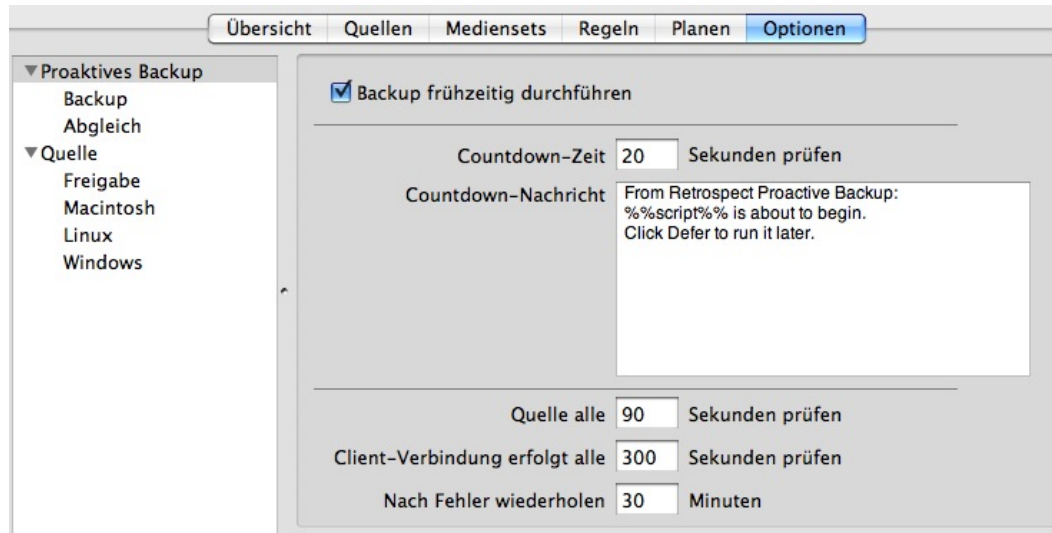 Übersicht Quellen Mediensets Regeln Planen Optionen
Proaktives Backup
Backup
Abgleich
Quelle
Freigabe
Macintosh
Linux
Windows
Backup frühzeitig durchführen
Countdown-Zeit 20 Sekunden prüfen
Countdown-Nachricht
From Retrospect Proactive Backup:
%%script%% is about to begin.
Click Defer to run it later.
Quelle alle 90 Sekunden prüfen
Client-Verbindung erfolgt alle 300 Sekunden prüfen
Nach Fehler wiederholen 30 Minuten